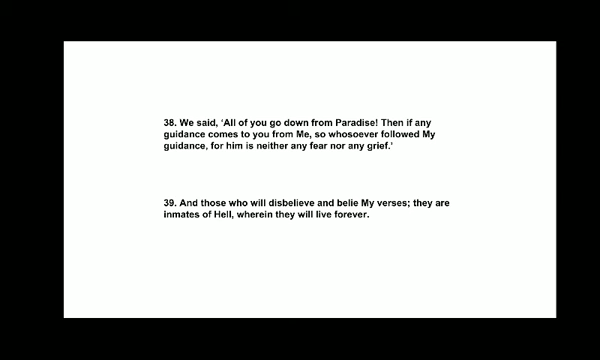 38. We said, ‘All of you go down from Paradise! Then if any
guidance comes to you from Me, so whosoever followed My
guidance, for him is neither any fear nor any grief.’
39. And those who will disbelieve and belie My verses; they are
inmates of Hell, wherein they will live forever.